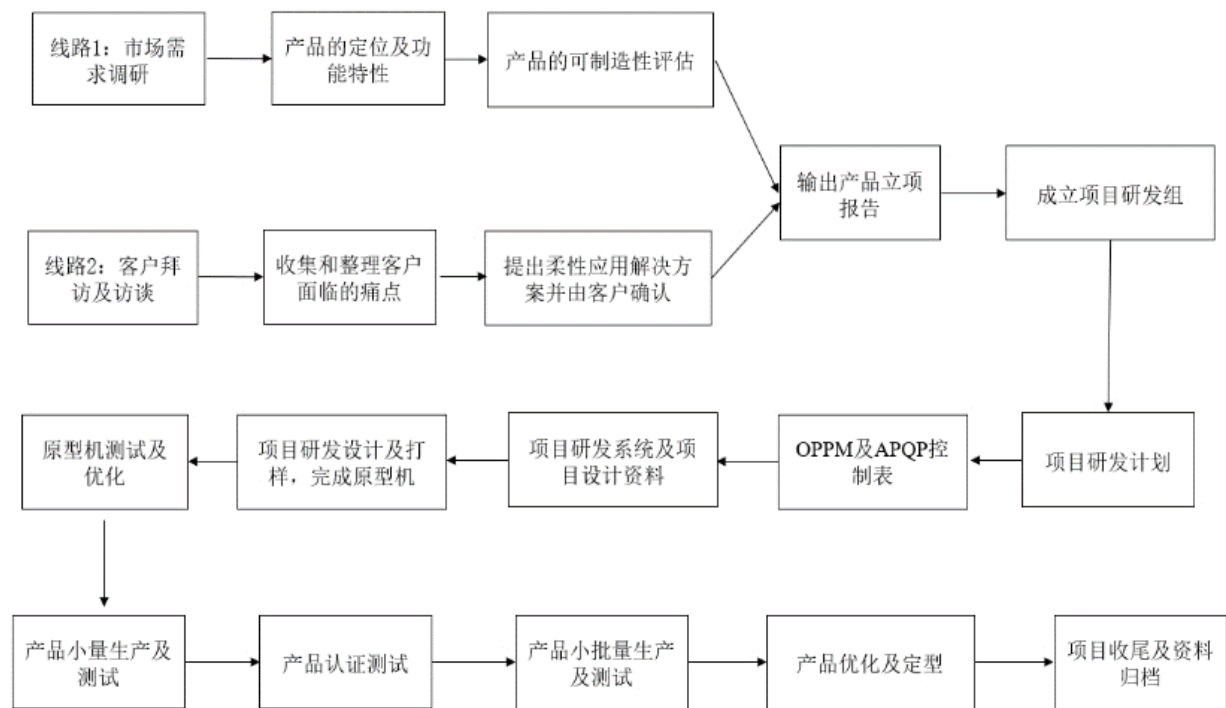 线路1：市场需
求调研
产品的定位及功
能特性
产品的可制造性评估
输出产品立项
报告
成立项目研发组
线路2：客户拜
访及访谈
收集和整理客户
面临的痛点
提出柔性应用解决方
案并由客户确认
原型机测试及
优化
项目研发设计及打
样，完成原型机
项目研发系统及项
目设计资料
OPPM及APQP控
制表
项目研发计划
产品小量生产及
测试
产品认证测试
产品小批量生产
及测试
产品优化及定型
项目收尾及资料
归档